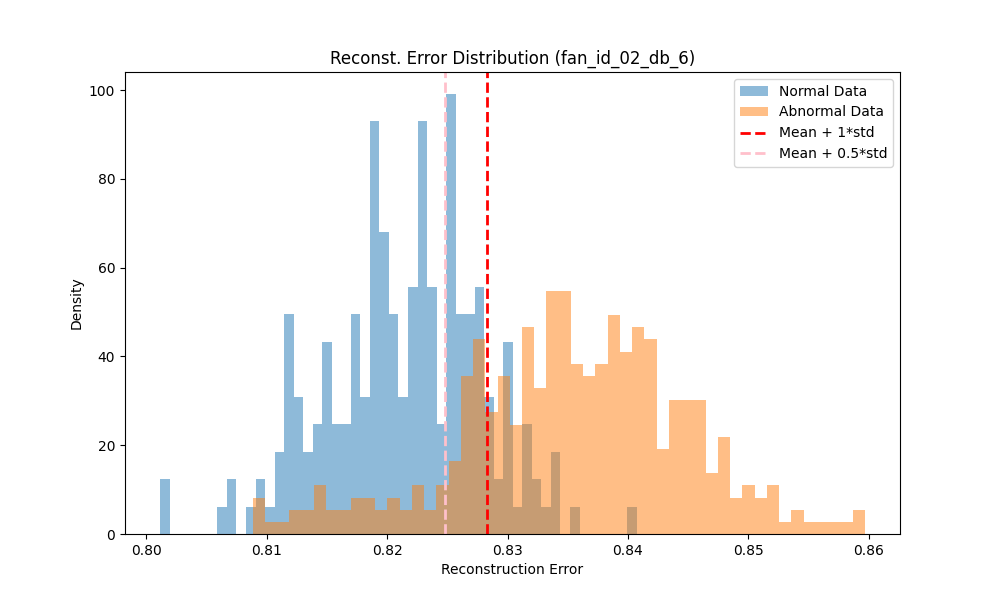 Reconst. Error Distribution (fan_id_02_db_6)
Normal Data
Abnormal Data
Mean + 1*std
Mean + 0.5*std
100
80
60
40
20
0
Density
0.80 0.81 0.82 0.83 0.84 0.85 0.86
Reconstruction Error